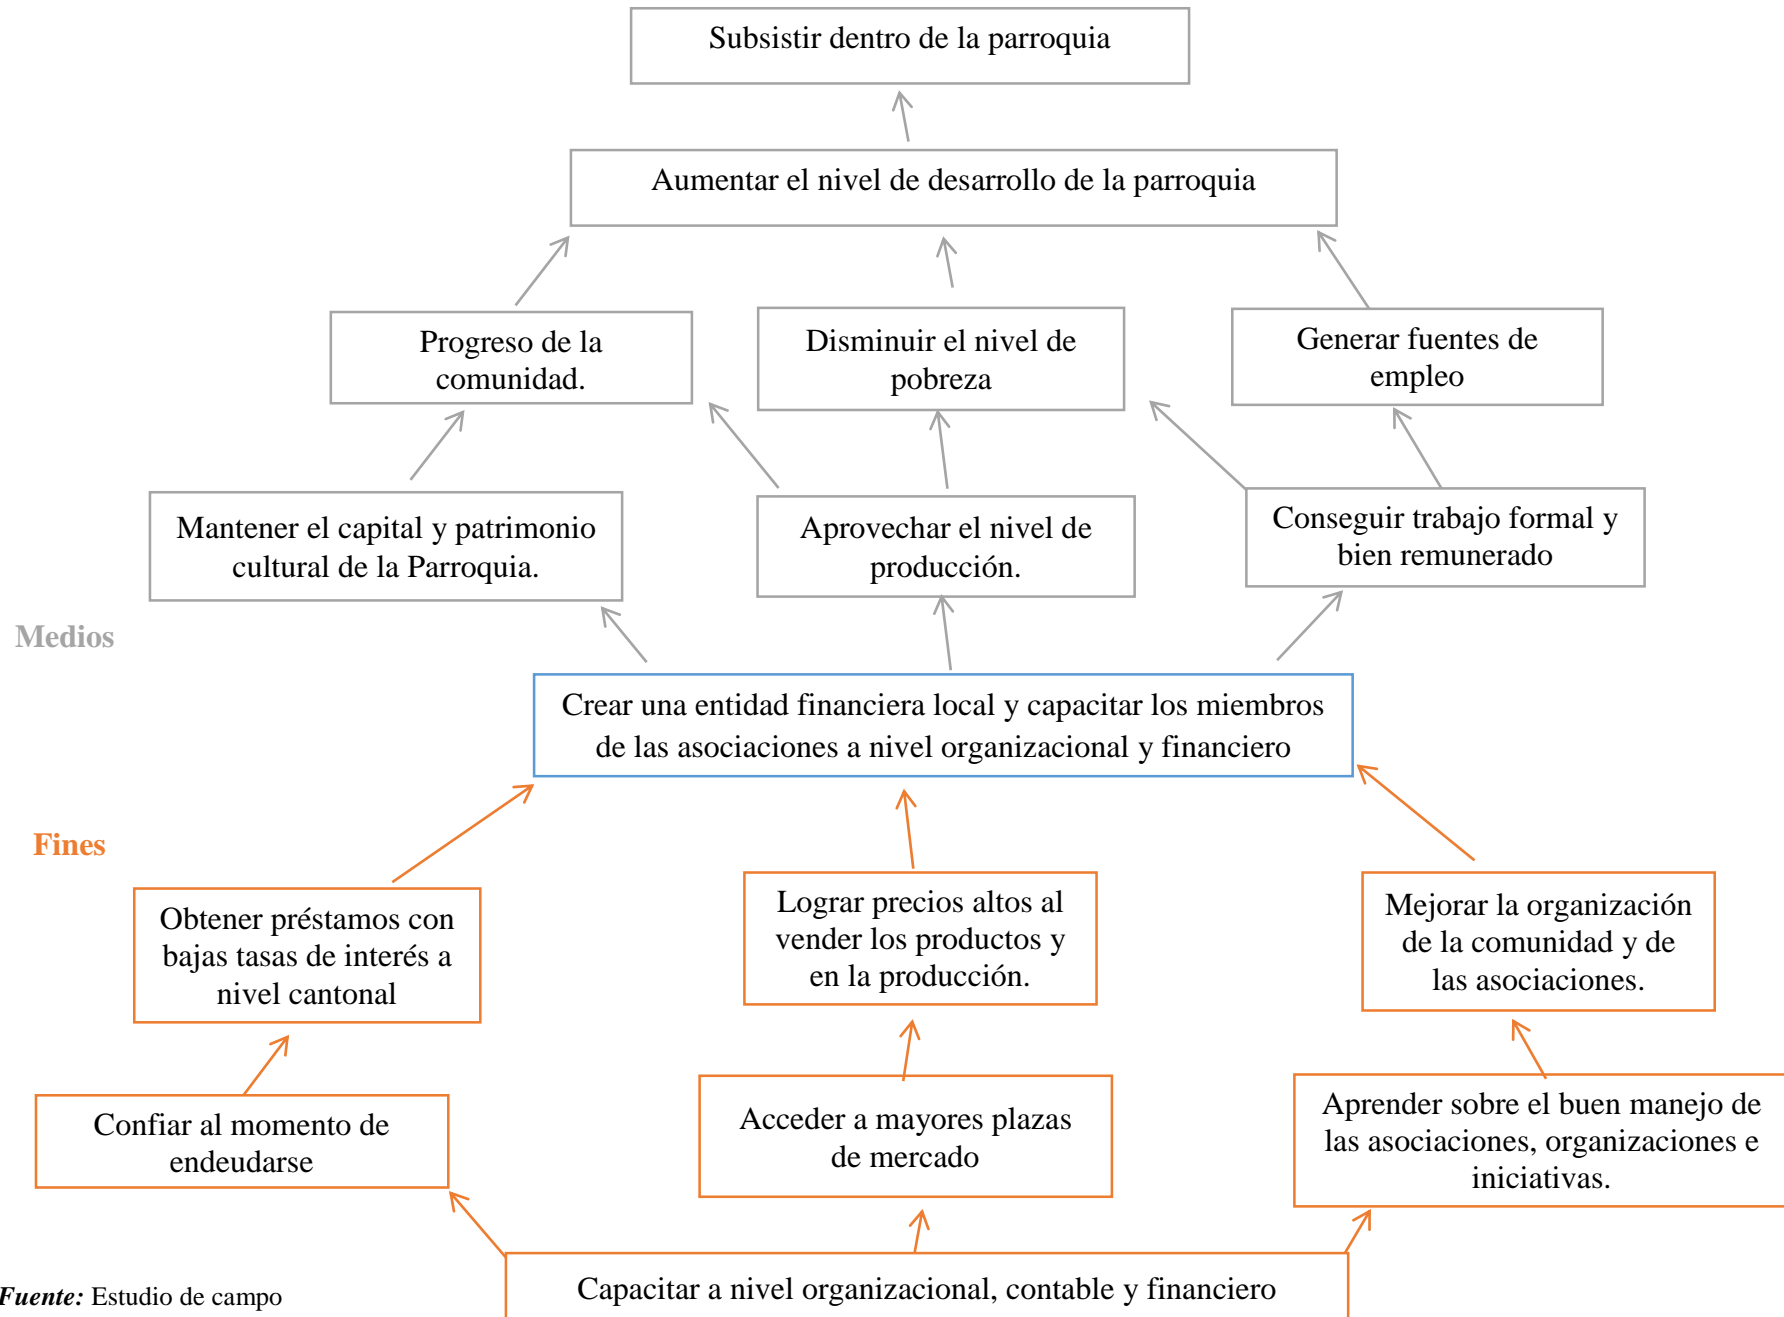 Subsistir dentro de la parroquia
Aumentar el nivel de desarrollo de la parroquia
Progreso de la
comunidad.
Disminuir el nivel de
pobreza
Generar fuentes de
empleo
Mantener el capital y patrimonio
cultural de la Parroquia.
Aprovechar el nivel de
producción.
Conseguir trabajo formal y
bien remunerado
Medios
Crear una entidad financiera local y capacitar los miembros
de las asociaciones a nivel organizacional y financiero
Fines
Obtener préstamos con
bajas tasas de interés a
nivel cantonal
Lograr precios altos al
vender los productos y
en la producción.
Mejorar la organización
de la comunidad y de
las asociaciones.
Confiar al momento de
endeudarse
Acceder a mayores plazas
de mercado
Aprender sobre el buen manejo de
las asociaciones, organizaciones e
iniciativas.
Capacitar a nivel organizacional, contable y financiero
Fuente: Estudio de campo